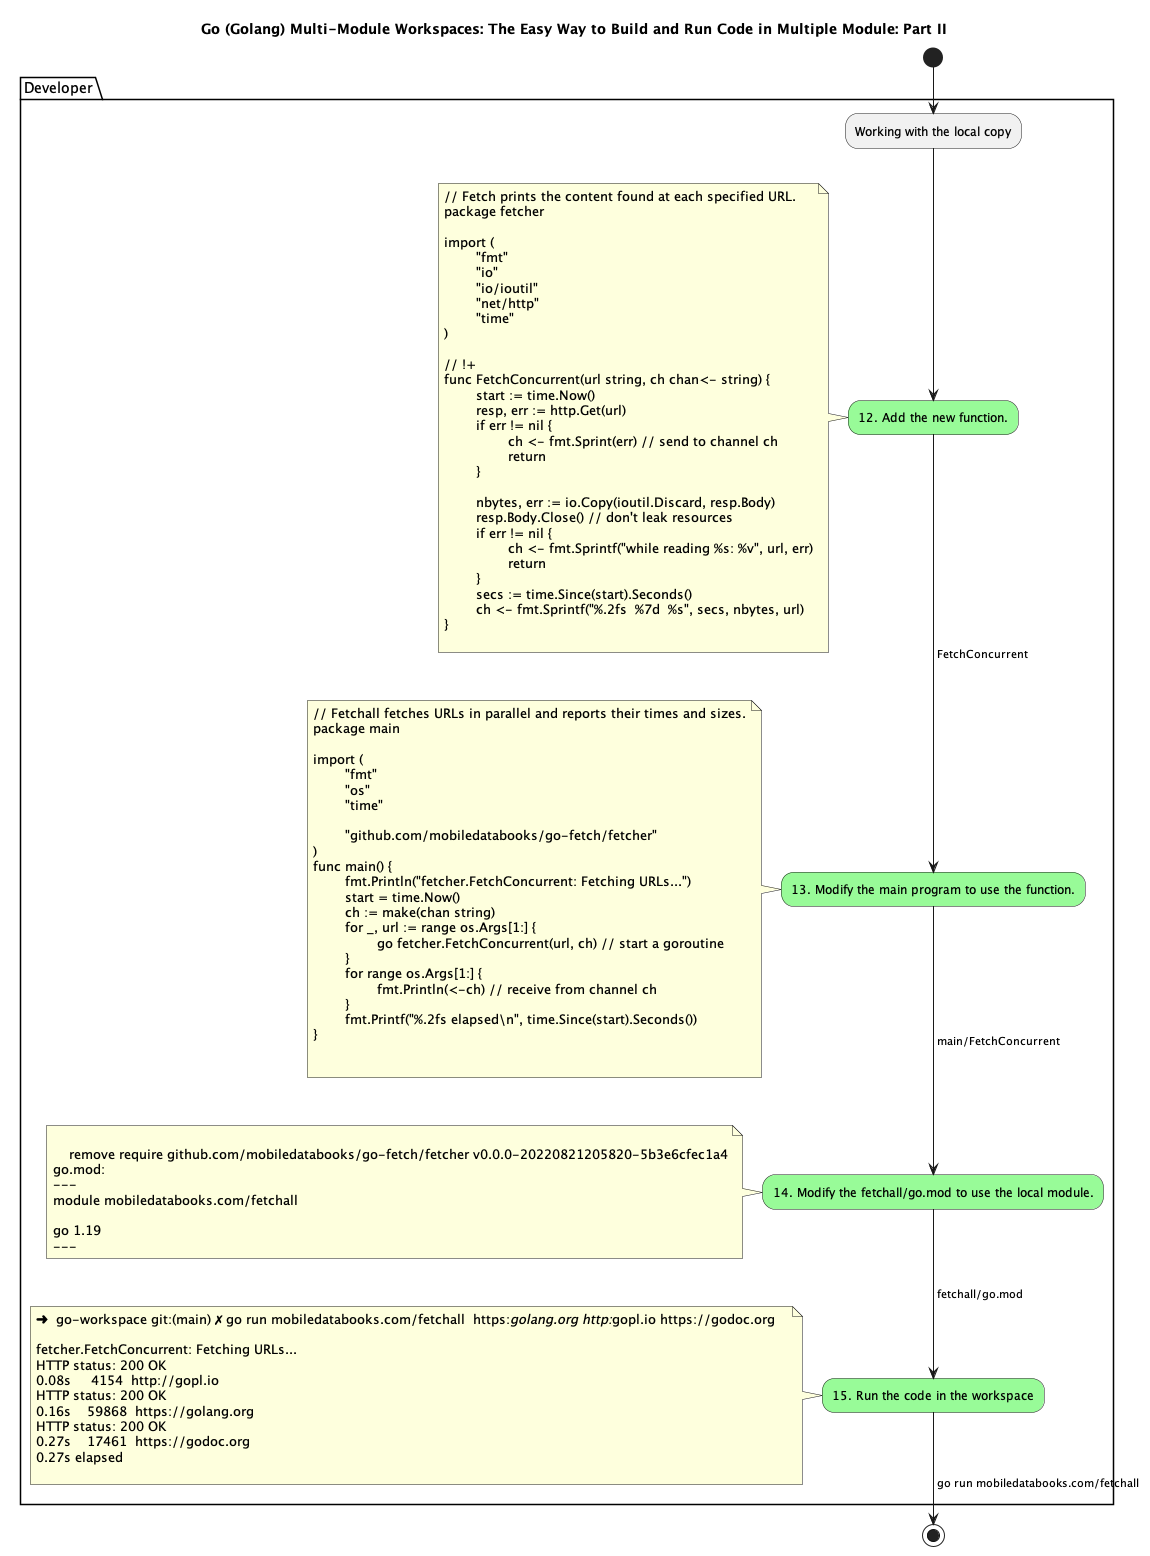 Go (Golang) Multi-Module Workspaces: The Easy Way to Build and Run Code in Multiple Module: Part II
Developer
Working with the local copy
// Fetch prints the content found at each specified URL.
package fetcher
import (
"fmt"
"io"
"io/ioutil"
"net/http"
"time"
)
// !+
func FetchConcurrent(url string, ch chan<- string) {
start := time.Now()
resp, err := http.Get(url)
if err != nil {
ch <- fmt.Sprint(err) // send to channel ch
return
}
nbytes, err := io.Copy(ioutil.Discard, resp.Body)
resp.Body.Close() // don't leak resources
if err != nil {
ch <- fmt.Sprintf("while reading %s: %v", url, err)
return
}
secs := time.Since(start).Seconds()
ch <- fmt.Sprintf("%.2fs  %7d  %s", secs, nbytes, url)
}
12. Add the new function.
FetchConcurrent
// Fetchall fetches URLs in parallel and reports their times and sizes.
package main
import (
"fmt"
"os"
"time"
"github.com/mobiledatabooks/go-fetch/fetcher"
)
func main() {
fmt.Println("fetcher.FetchConcurrent: Fetching URLs...")
start = time.Now()
ch := make(chan string)
for _, url := range os.Args[1:] {
go fetcher.FetchConcurrent(url, ch) // start a goroutine
}
for range os.Args[1:] {
fmt.Println(<-ch) // receive from channel ch
}
fmt.Printf("%.2fs elapsed\n", time.Since(start).Seconds())
}
13. Modify the main program to use the function.
main/FetchConcurrent
remove require github.com/mobiledatabooks/go-fetch/fetcher v0.0.0-20220821205820-5b3e6cfec1a4
go.mod:
---
module mobiledatabooks.com/fetchall
go 1.19
---
14. Modify the fetchall/go.mod to use the local module.
fetchall/go.mod
➜  go-workspace git:(main) ✗ go run mobiledatabooks.com/fetchall  https:golang.org http:gopl.io https://godoc.org
fetcher.FetchConcurrent: Fetching URLs...
HTTP status: 200 OK
0.08s     4154  http://gopl.io
HTTP status: 200 OK
0.16s    59868  https://golang.org
HTTP status: 200 OK
0.27s    17461  https://godoc.org
0.27s elapsed
15. Run the code in the workspace
go run mobiledatabooks.com/fetchall